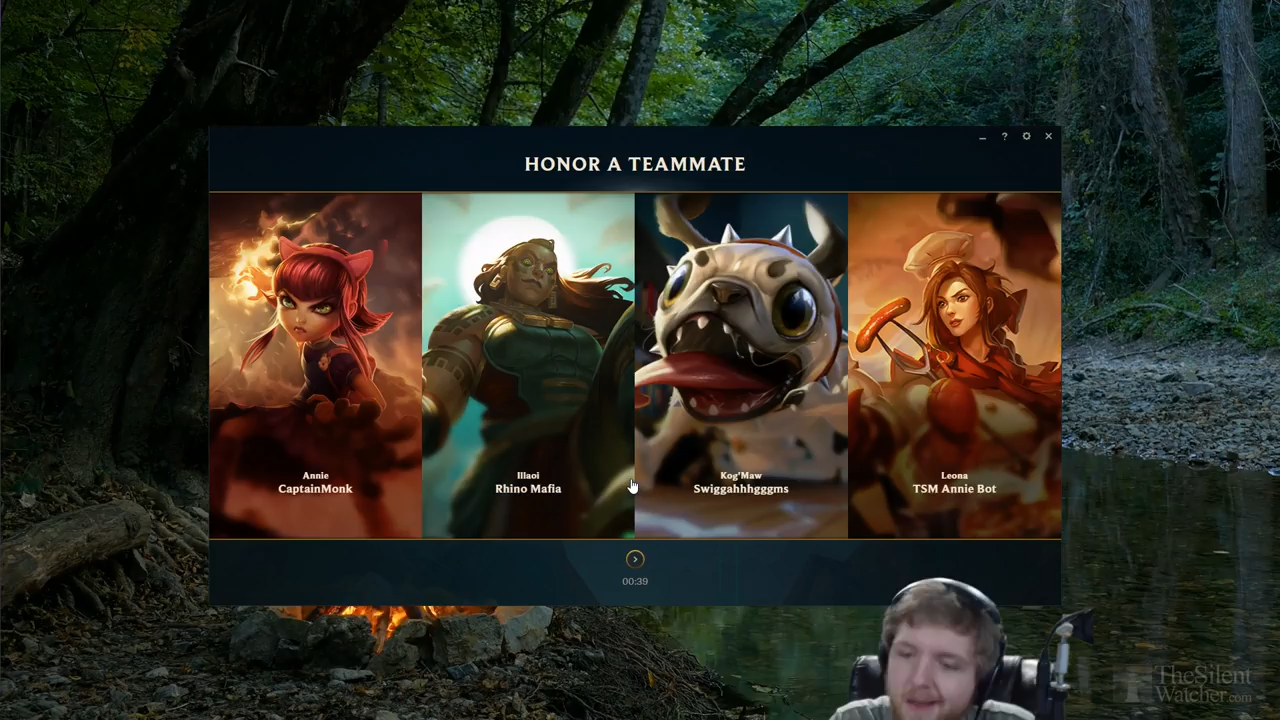 ?
HONOR A TEAMMATE
Annie
CaptainMonk
Illaoi
Rhino Mafia
Kog'Maw
Swiggahhhgggms
Leona
TSM Annie Bot
00:39
TheSilent
Watcher.com